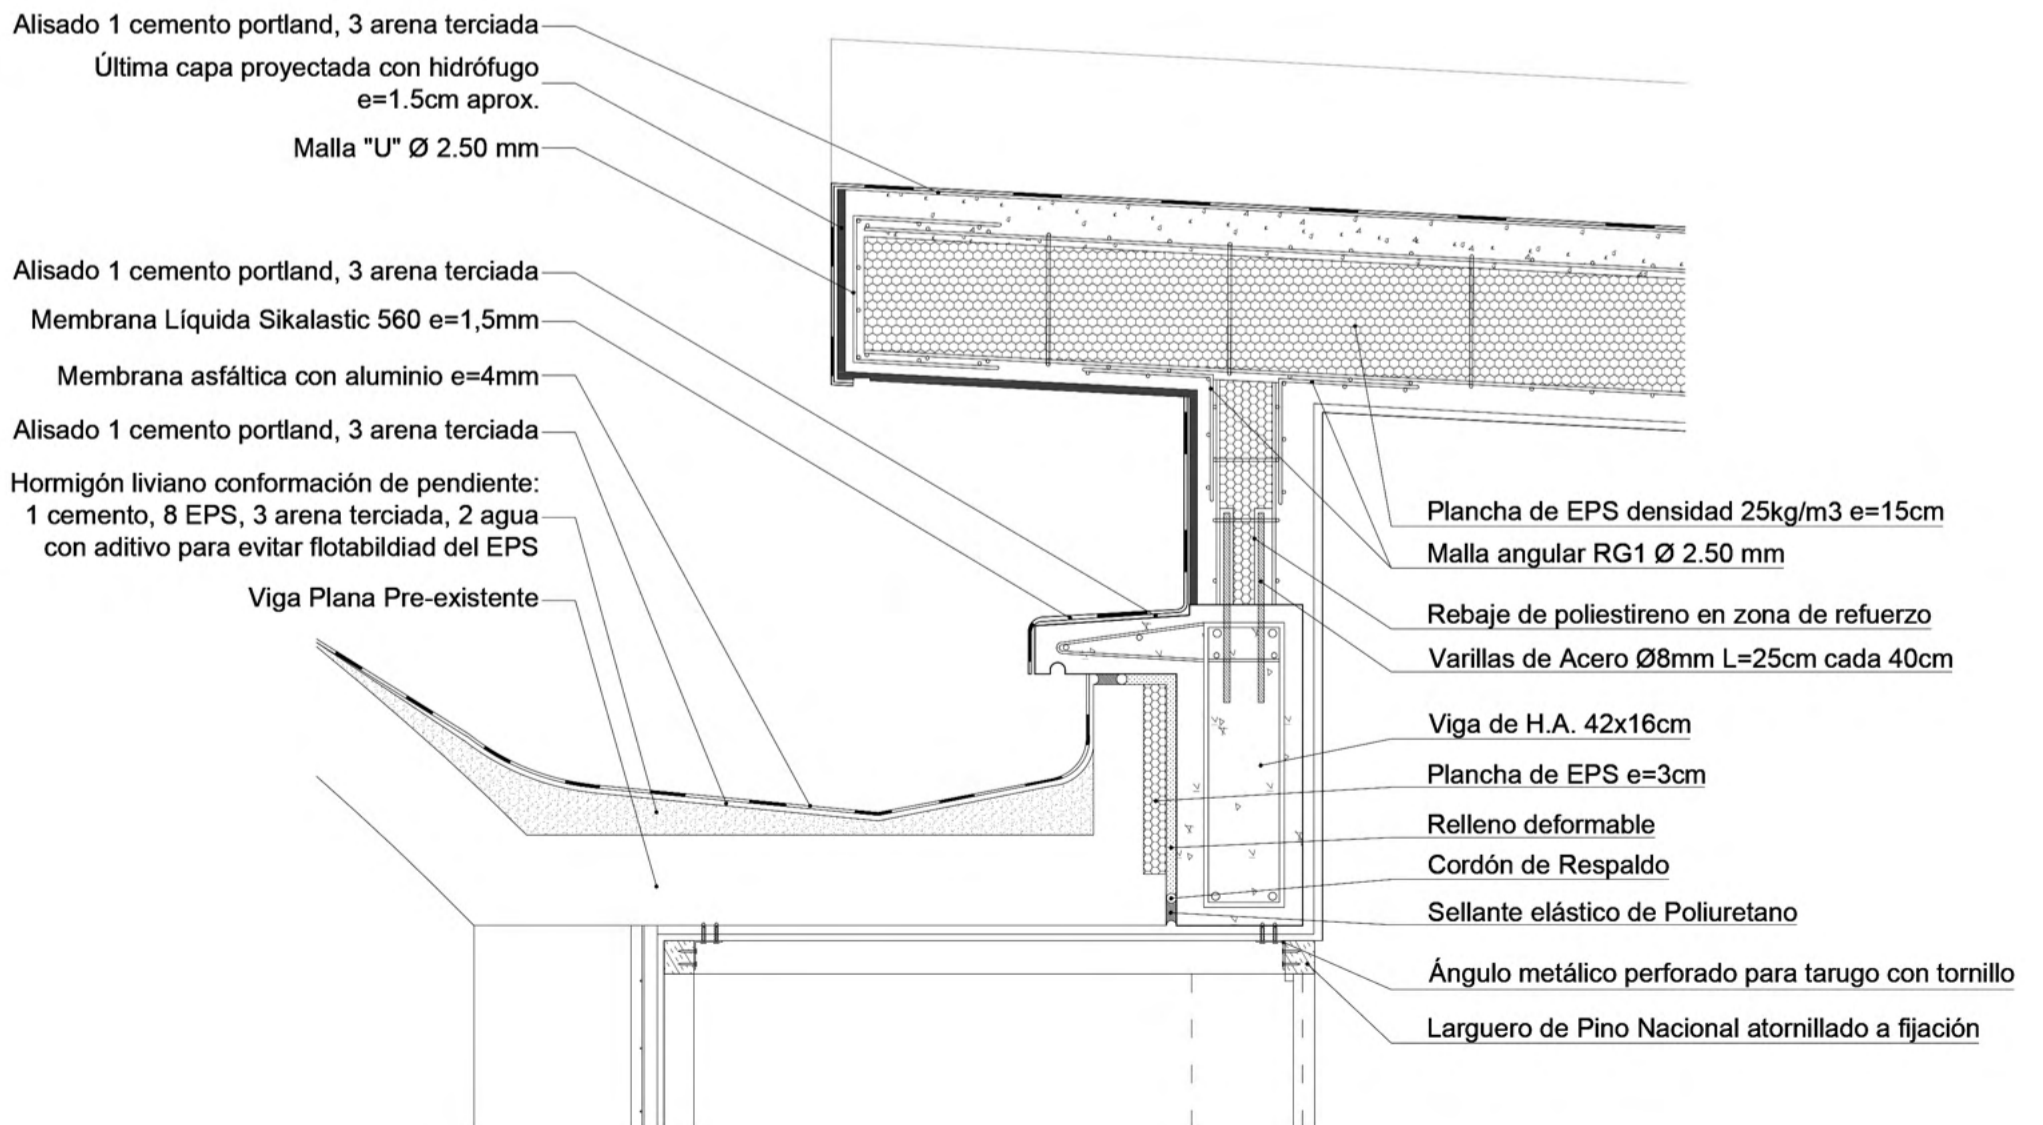 Alisado 1 cemento portland, 3 arena terciada
Última capa proyectada con hidrófugo
e=1.5cm aprox.
Malla "U" Ø 2.50 mm
Alisado 1 cemento portland, 3 arena terciada
Membrana Líquida Sikalastic 560 e=1,5mm
Membrana asfáltica con aluminio e=4mm
Alisado 1 cemento portland, 3 arena terciada
Hormigón liviano conformación de pendiente:
1 cemento, 8 EPS, 3 arena terciada, 2 agua
con aditivo para evitar flotabildiad del EPS
Viga Plana Pre-existente
Plancha de EPS densidad 25kg/m3 e=15cm
Malla angular RG1 Ø 2.50 mm
Rebaje de poliestireno en zona de refuerzo
Varillas de Acero Ø8mm L=25cm cada 40cm
Viga de H.A. 42x16cm
Plancha de EPS e=3cm
Relleno deformable
Cordón de Respaldo
Sellante elástico de Poliuretano
Ángulo metálico perforado para tarugo con tornillo
Larguero de Pino Nacional atornillado a fijación